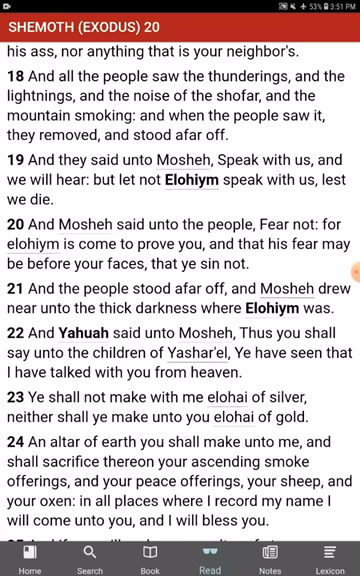 53% 3:51 PM
SHEMOTH (EXODUS) 20
his ass, nor anything that is your neighbor's.
18 And all the people saw the thunderings, and the
lightnings, and the noise of the shofar, and the
mountain smoking: and when the people saw it,
they removed, and stood afar off.
19 And they said unto Mosheh, Speak with us, and
we will hear: but let not Elohiym speak with us, lest
we die.
20 And Mosheh said unto the people, Fear not: for
elohiym is come to prove you, and that his fear may
be before your faces, that ye sin not.
21 And the people stood afar off, and Mosheh drew
near unto the thick darkness where Elohiym was.
22 And Yahuah said unto Mosheh, Thus you shall
say unto the children of Yashar'el, Ye have seen that
I have talked with you from heaven.
23 Ye shall not make with me elohai of silver,
neither shall ye make unto you elohai of gold.
24 An altar of earth you shall make unto me, and
shall sacrifice thereon your ascending smoke
offerings, and your peace offerings, your sheep, and
your oxen: in all places where I record my name I
will come unto you, and I will bless you.
Home Search Book Read Notes Lexicon